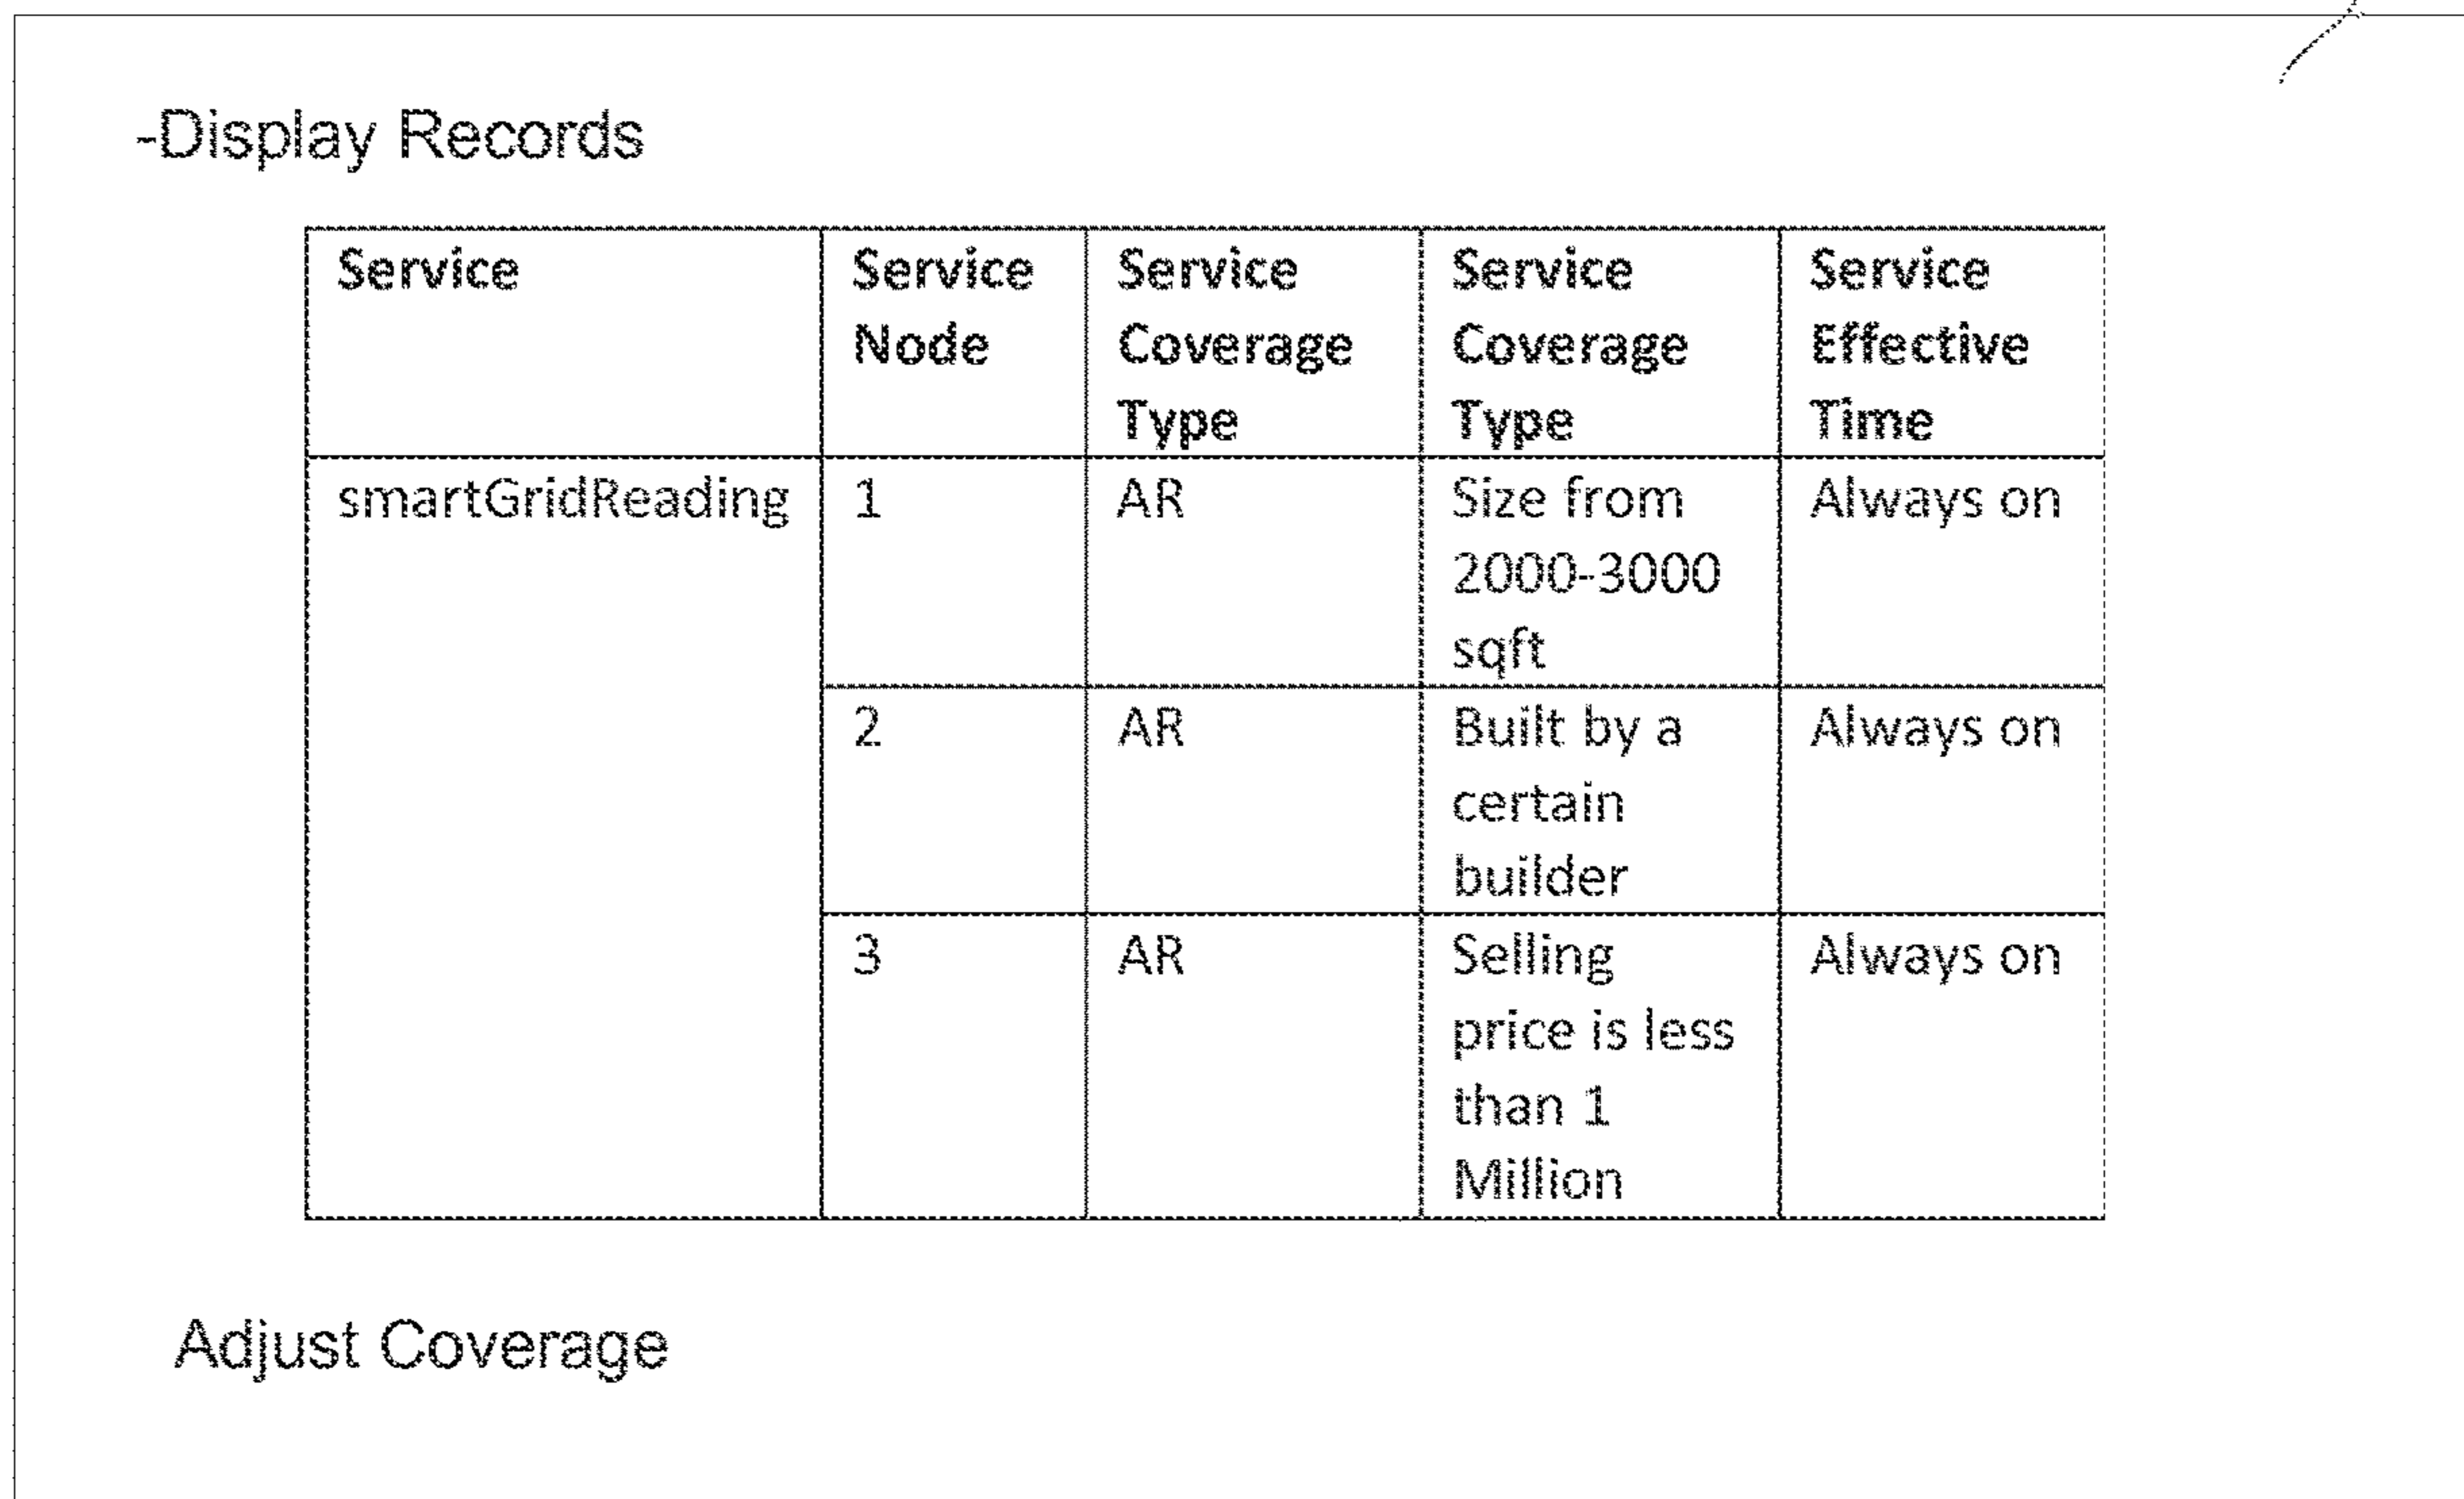 -Display Records
Service
Service
Node
Service
Coverage
Type
Service
Coverage
Type
Service
Effective
Time
smartGridReading
1
AR
Size from
2000-3000
sqft
Always on
2
AR
Built by a
certain
builder
Always on
3
AR
Selling
price is less
than 1
Million
Always on
Adjust Coverage